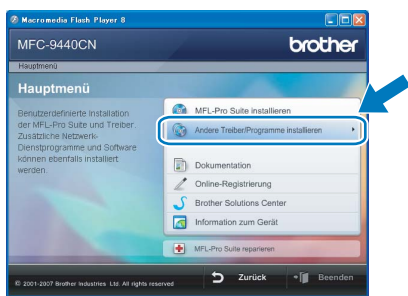 Macromedia Flash Player 8
MFC-9440CN
brother
Hauptmenü
Hauptmenü
Benutzerdefinierte Installation
der MFL-Pro Suite und Treiber.
Zusätzliche Netzwerk-
Dienstprogramme und Software
können ebenfalls installiert
werden.
MFL-Pro Suite installieren
Andere Treiber/Programme installieren
Dokumentation
Online-Registrierung
Brother Solutions Center
Information zum Gerät
MFL-Pro Suite reparieren
© 2001-2007 Brother Industries Ltd. All rights reserved
Zurück
Beenden